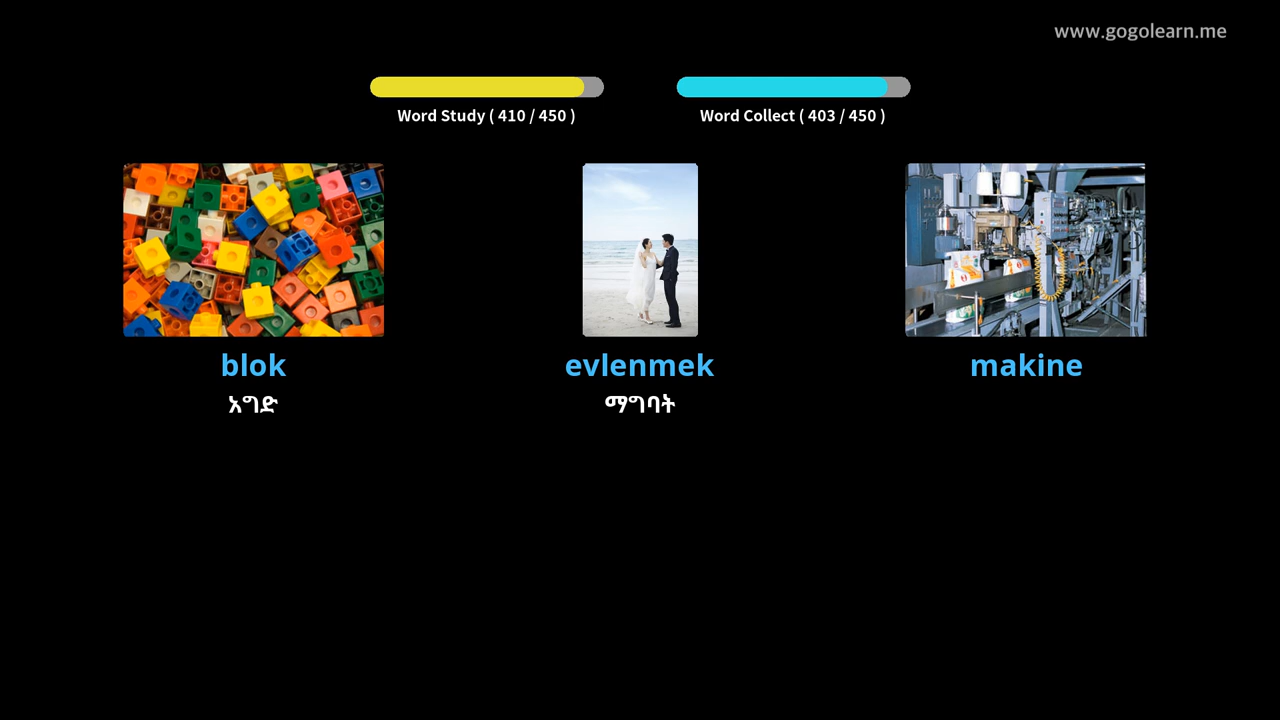 www.gogolearn.me
Word Study ( 410 / 450 )
Word Collect ( 403 / 450 )
blok
evlenmek
makine
አግድ
ማግባት